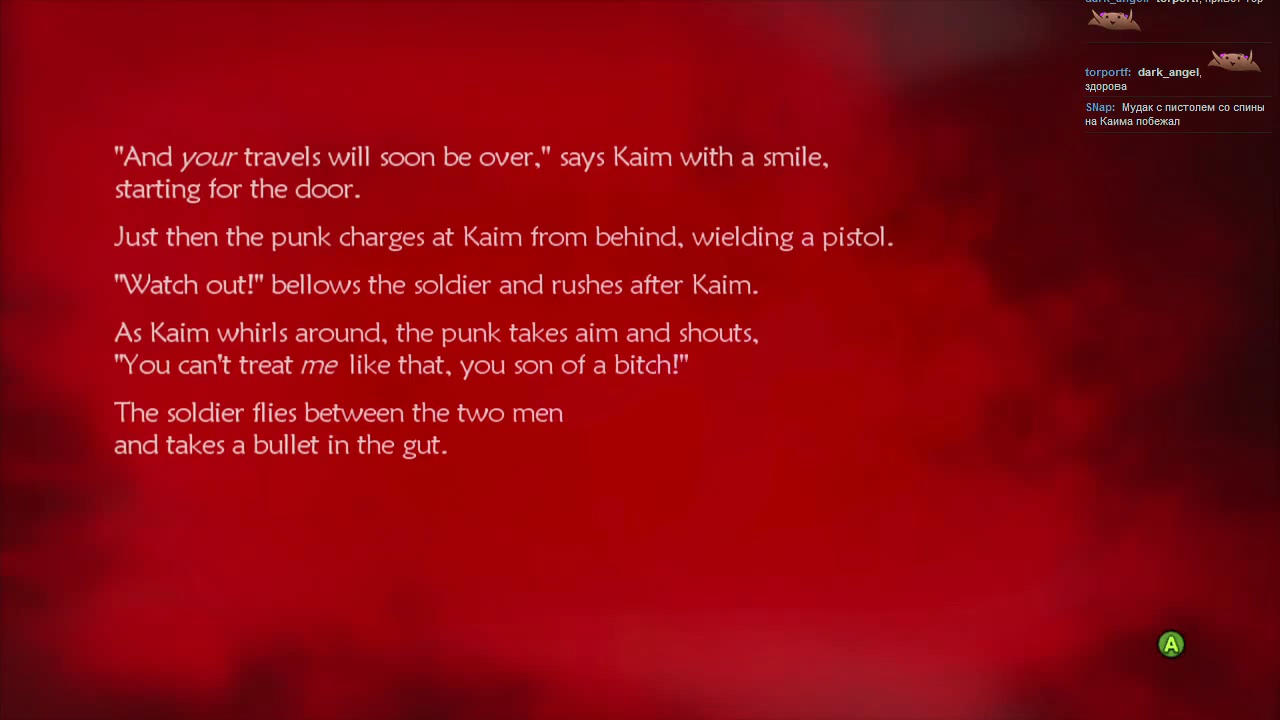 "And your travels will soon be over," says Kaim with a smile,
starting for the door.
Just then the punk charges at Kaim from behind, wielding a pistol.
"Watch out!" bellows the soldier and rushes after Kaim.
As Kaim whirls around, the punk takes aim and shouts,
"You can't treat me like that, you son of a bitch!"
The soldier flies between the two men
and takes a bullet in the gut.
A
dark_angel: torportf, привет тор
torportf: dark_angel,
здорова
SNap: Мудак с пистолем со спины
на Каима побежал